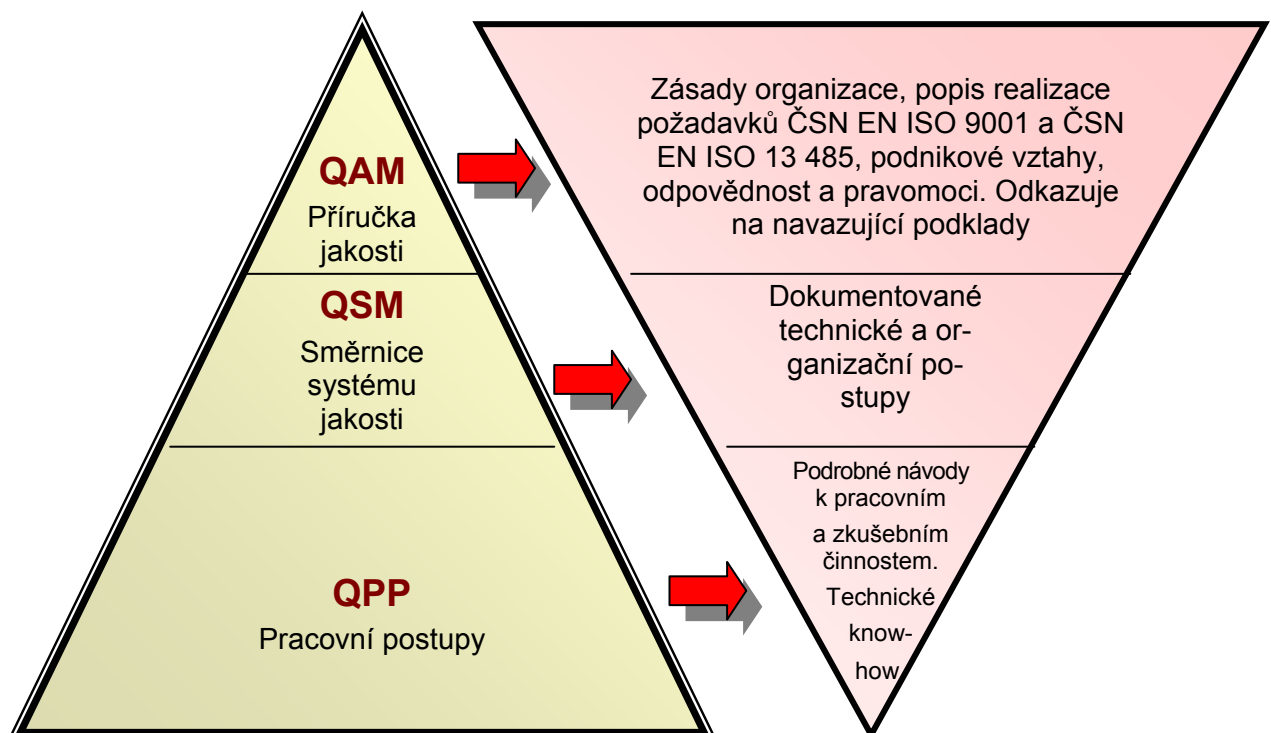 QAM
Příručka
jakosti
Zásady organizace, popis realizace
požadavků ČSN EN ISO 9001 a ČSN
EN ISO 13 485, podnikové vztahy,
odpovědnost a pravomoci. Odkazuje
na navazující podklady
QSM
Směrnice
systému
jakosti
Dokumentované
technické a or-
ganizační po-
stupy
QPP
Pracovní postupy
Podrobné návody
k pracovním
a zkušebním
činnostem.
Technické
know-
how